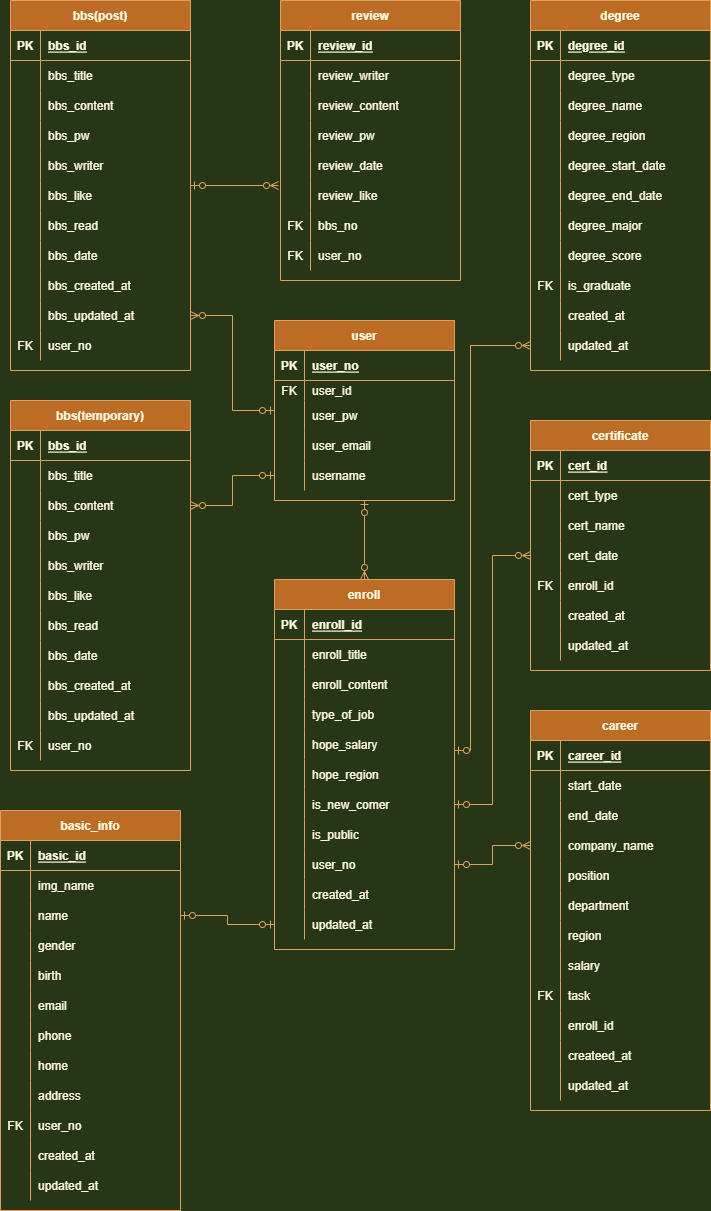 bbs(post)
PK bbs_id
bbs_title
bbs_content
bbs_pw
bbs_writer
bbs_like
bbs_read
bbs_date
bbs_created_at
bbs_updated_at
FK user_no
review
PK review_id
review_writer
review_content
review_pw
review_date
review_like
FK bbs_no
FK user_no
degree
PK degree_id
degree_type
degree_name
degree_region
degree_start_date
degree_end_date
degree_major
degree_score
FK is_graduate
created_at
updated_at
user
PK user_no
FK user_id
user_pw
user_email
username
bbs(temporary)
PK bbs_id
bbs_title
bbs_content
bbs_pw
bbs_writer
bbs_like
bbs_read
bbs_date
bbs_created_at
bbs_updated_at
FK user_no
certificate
PK cert_id
cert_type
cert_name
cert_date
FK enroll_id
created_at
updated_at
enroll
PK enroll_id
enroll_title
enroll_content
type_of_job
hope_salary
hope_region
is_new_comer
is_public
user_no
created_at
updated_at
career
PK career_id
start_date
end_date
company_name
position
department
region
salary
FK task
enroll_id
createed_at
updated_at
basic_info
PK basic_id
img_name
name
gender
birth
email
phone
home
address
FK user_no
created_at
updated_at